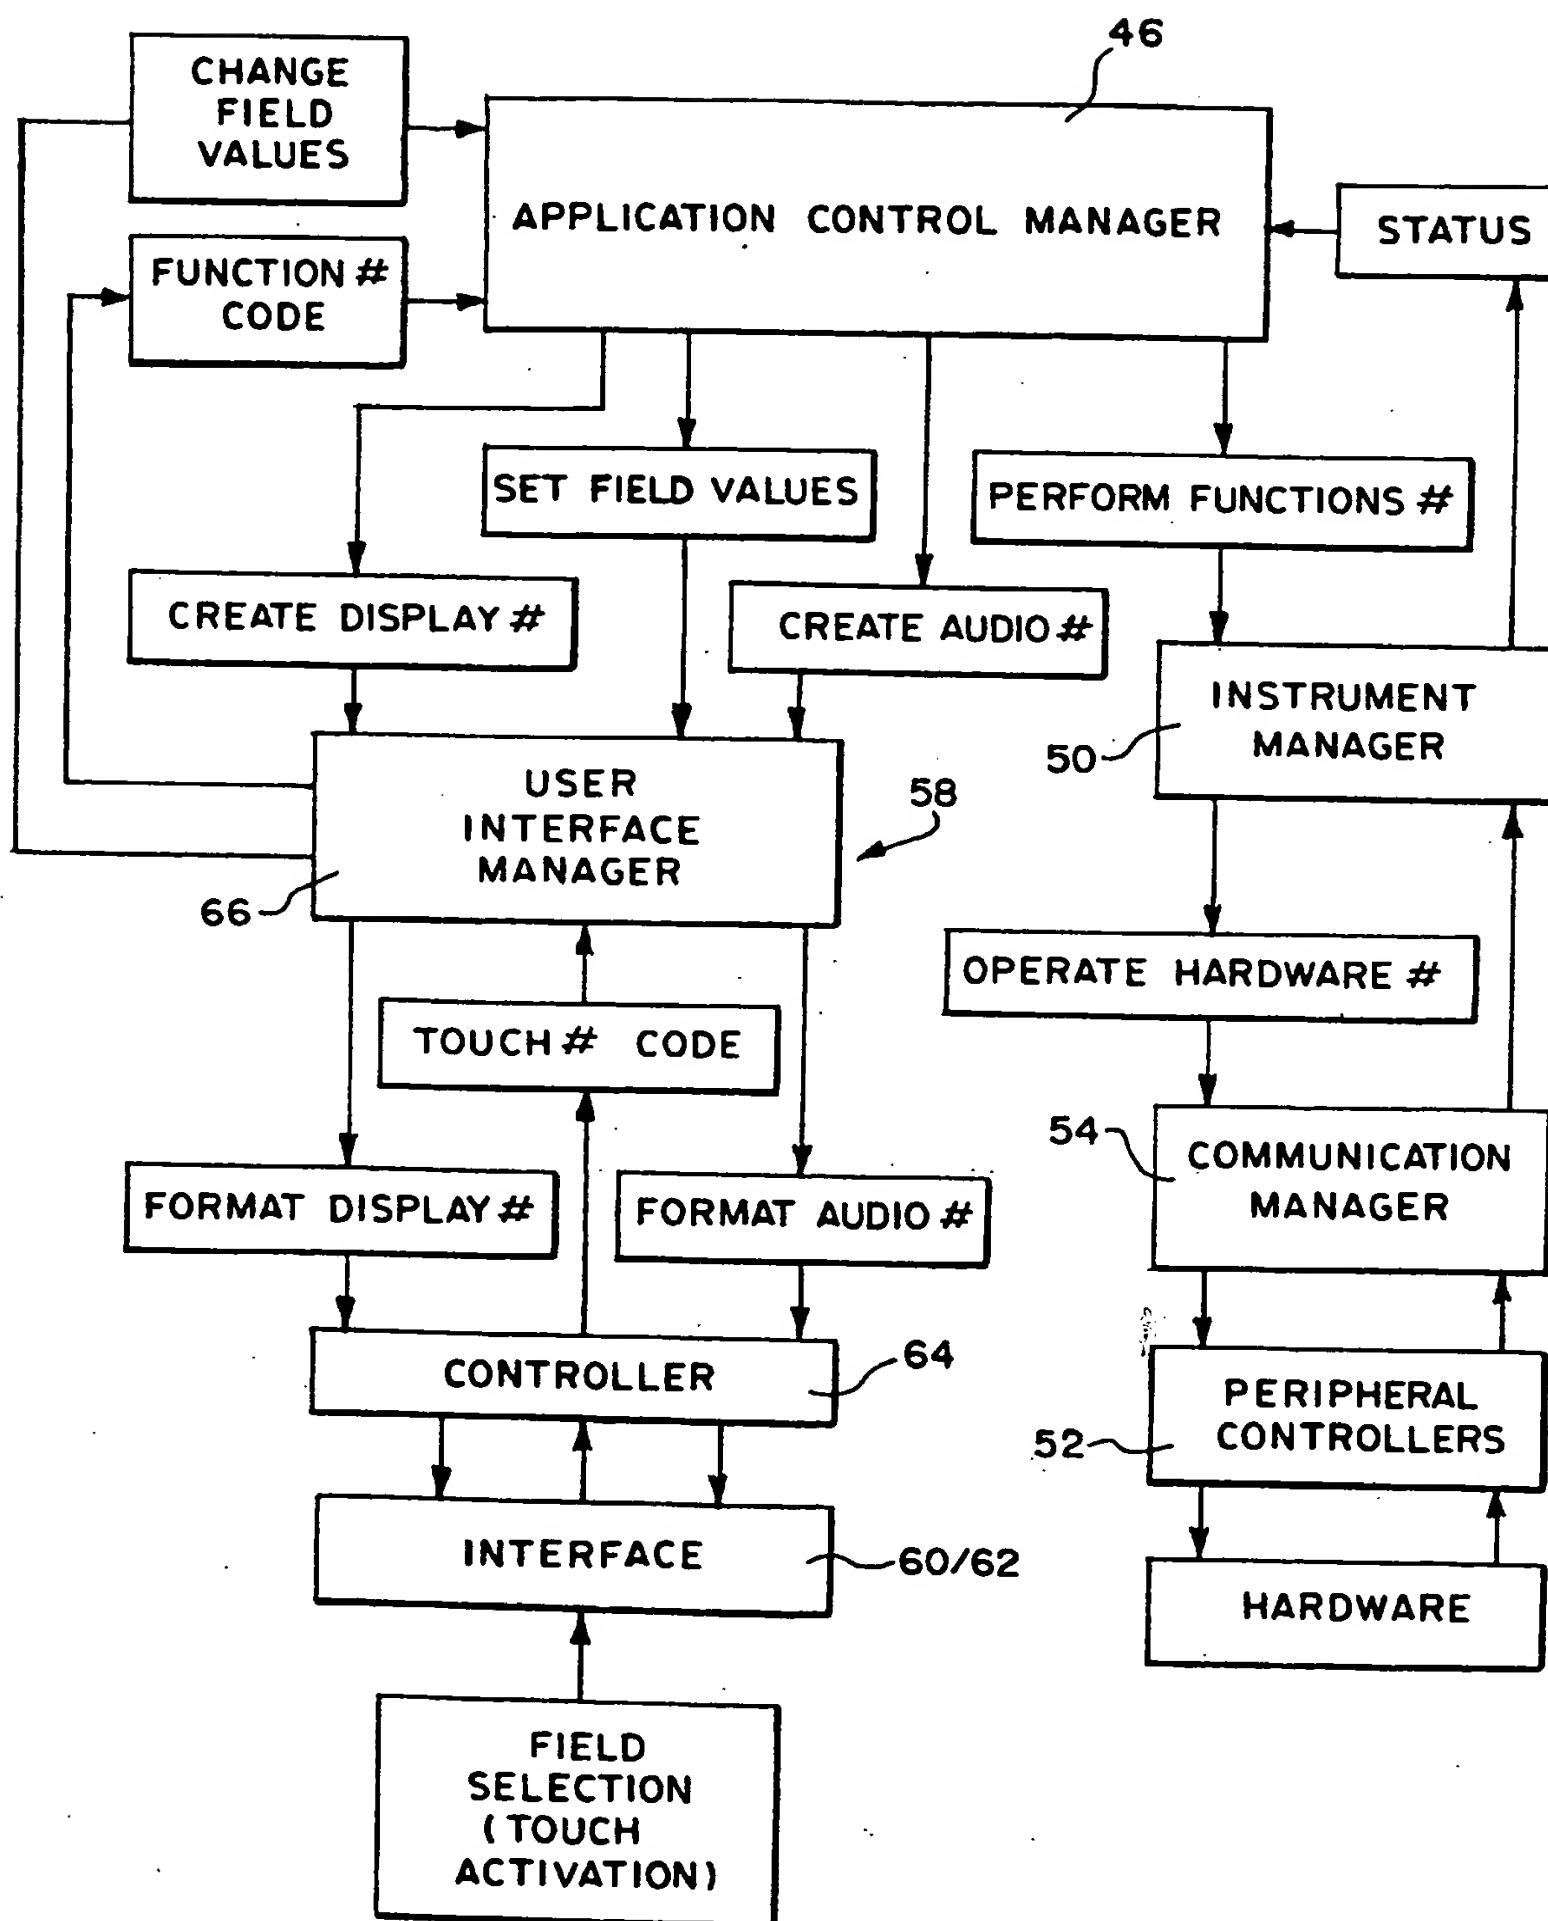 46
CHANGE
FIELD
VALUES
APPLICATION CONTROL MANAGER
STATUS
FUNCTION #
CODE
SET FIELD VALUES
PERFORM FUNCTIONS #
CREATE DISPLAY #
CREATE AUDIO #
INSTRUMENT
MANAGER
50
USER
INTERFACE
MANAGER
58
66
OPERATE HARDWARE #
TOUCH # CODE
54
COMMUNICATION
MANAGER
FORMAT DISPLAY #
FORMAT AUDIO #
CONTROLLER
64
PERIPHERAL
CONTROLLERS
52
INTERFACE
60/62
HARDWARE
FIELD
SELECTION
(TOUCH
ACTIVATION)